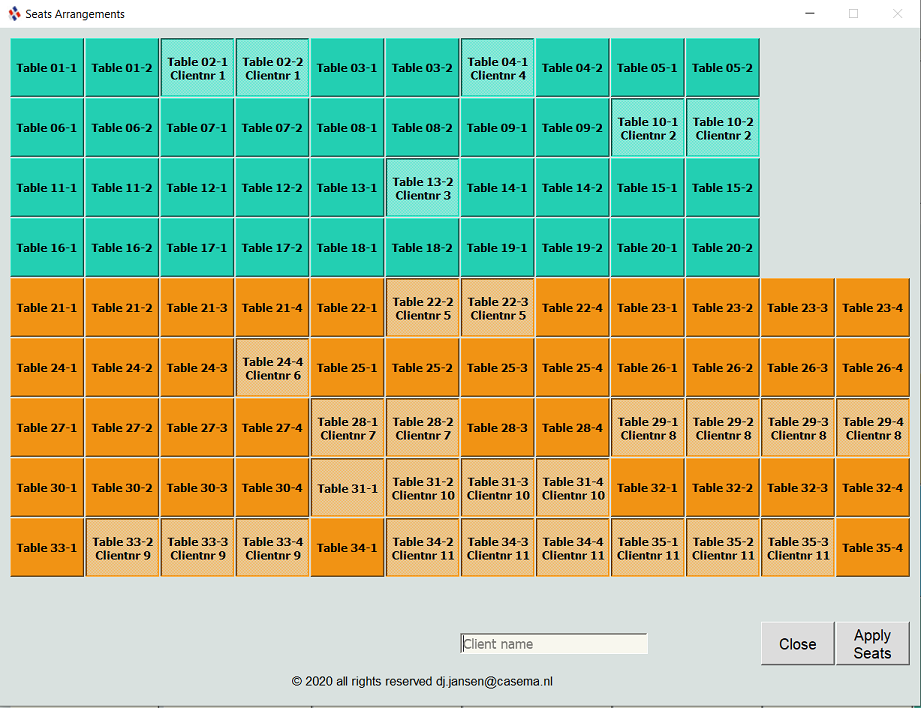 Seats Arrangements
Table 01-1 Table 01-2 Table 02-1 Table 02-2 Table 03-1 Table 03-2 Table 04-1 Table 04-2 Table 05-1 Table 05-2
Clientnr 1 Clientnr 1 Clientnr 4
Table 06-1 Table 06-2 Table 07-1 Table 07-2 Table 08-1 Table 08-2 Table 09-1 Table 09-2 Table 10-1 Table 10-2
Clientnr 2 Clientnr 2
Table 11-1 Table 11-2 Table 12-1 Table 12-2 Table 13-1 Table 13-2 Table 14-1 Table 14-2 Table 15-1 Table 15-2
Clientnr 3
Table 16-1 Table 16-2 Table 17-1 Table 17-2 Table 18-1 Table 18-2 Table 19-1 Table 19-2 Table 20-1 Table 20-2
Table 21-1 Table 21-2 Table 21-3 Table 21-4 Table 22-1 Table 22-2 Table 22-3 Table 22-4 Table 23-1 Table 23-2 Table 23-3 Table 23-4
Clientnr 5 Clientnr 5
Table 24-1 Table 24-2 Table 24-3 Table 24-4 Table 25-1 Table 25-2 Table 25-3 Table 25-4 Table 26-1 Table 26-2 Table 26-3 Table 26-4
Clientnr 6
Table 27-1 Table 27-2 Table 27-3 Table 27-4 Table 28-1 Table 28-2 Table 28-3 Table 28-4 Table 29-1 Table 29-2 Table 29-3 Table 29-4
Clientnr 7 Clientnr 7 Clientnr 8 Clientnr 8 Clientnr 8 Clientnr 8
Table 30-1 Table 30-2 Table 30-3 Table 30-4 Table 31-1 Table 31-2 Table 31-3 Table 31-4 Table 32-1 Table 32-2 Table 32-3 Table 32-4
Clientnr 10 Clientnr 10 Clientnr 10
Table 33-1 Table 33-2 Table 33-3 Table 33-4 Table 34-1 Table 34-2 Table 34-3 Table 34-4 Table 35-1 Table 35-2 Table 35-3 Table 35-4
Clientnr 9 Clientnr 9 Clientnr 9 Clientnr 11 Clientnr 11 Clientnr 11 Clientnr 11 Clientnr 11 Clientnr 11
Client name
Close
Apply
Seats
© 2020 all rights reserved dj.jansen@casema.nl